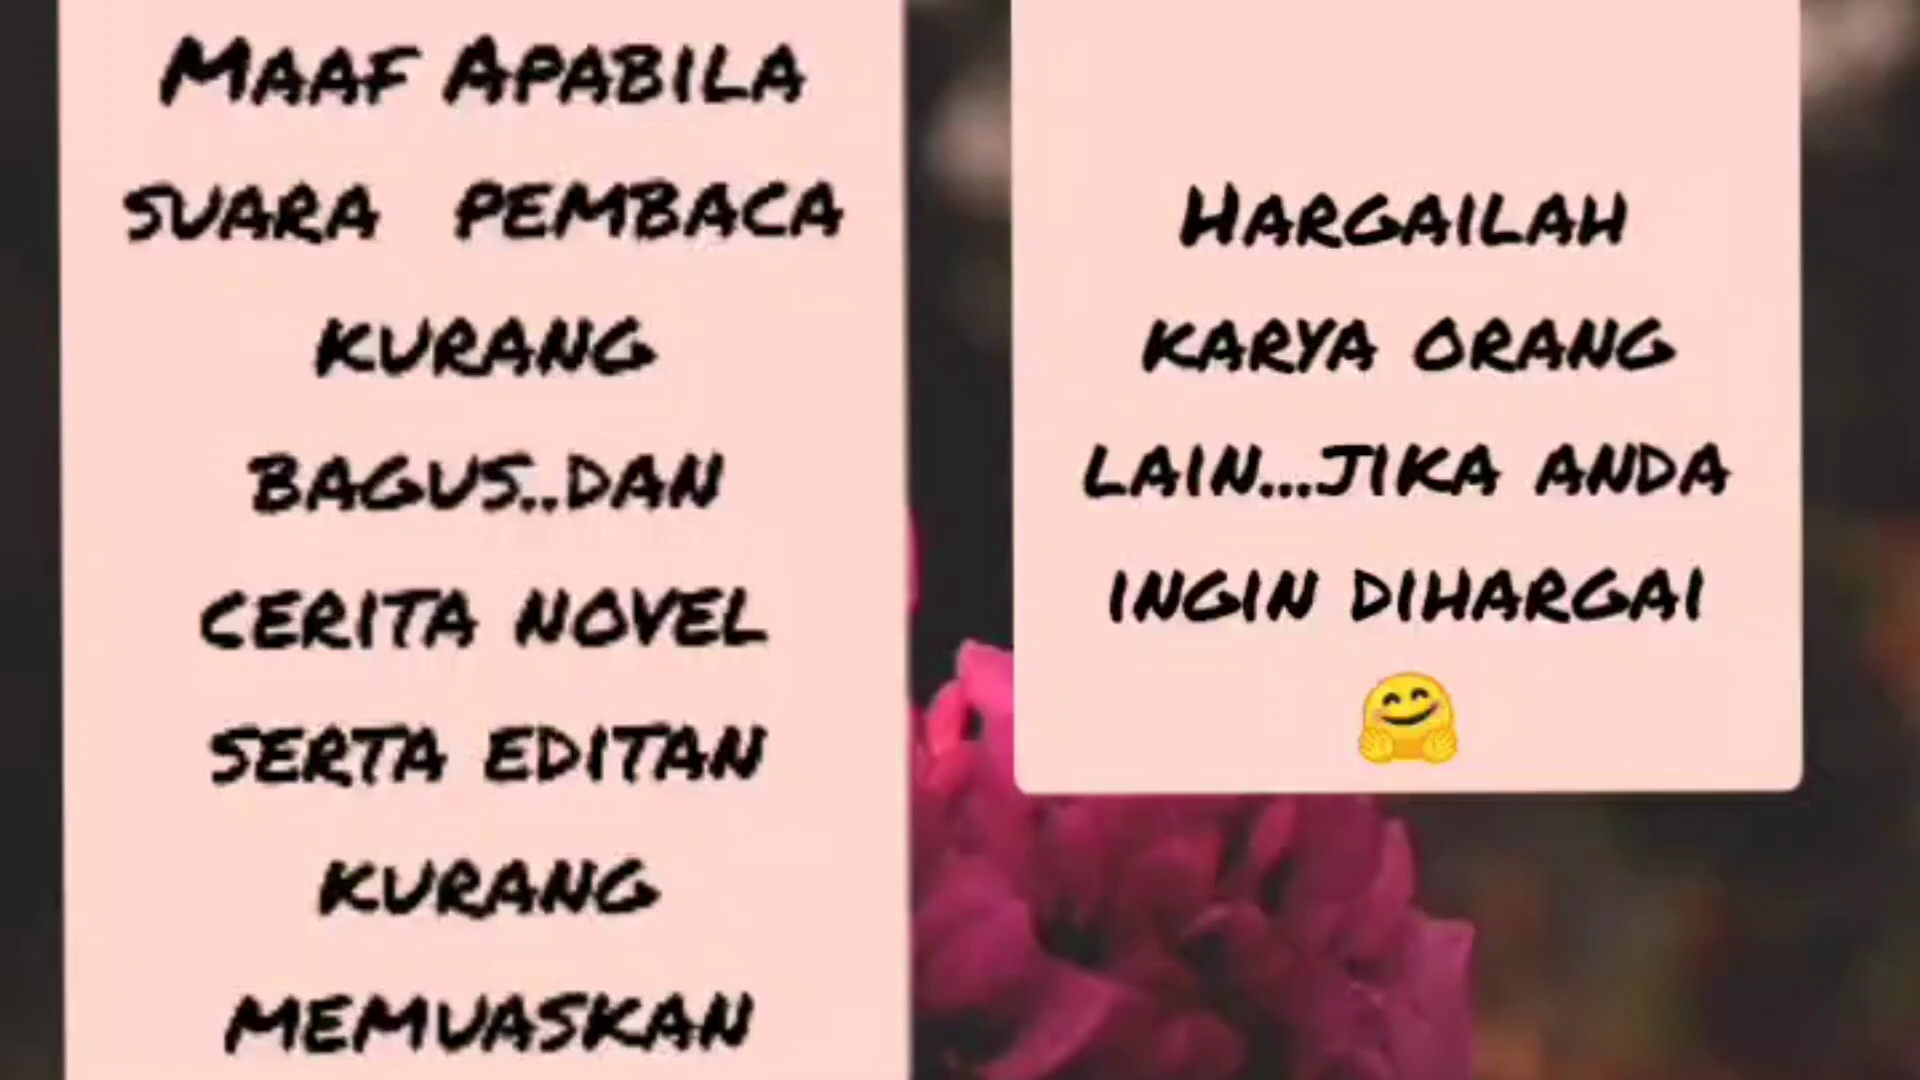 Maaf Apabila
suara pembaca
kurang
bagus..dan
cerita novel
serta editan
kurang
memuaskan
Hargailah
karya orang
lain...jika anda
ingin dihargai
🤗